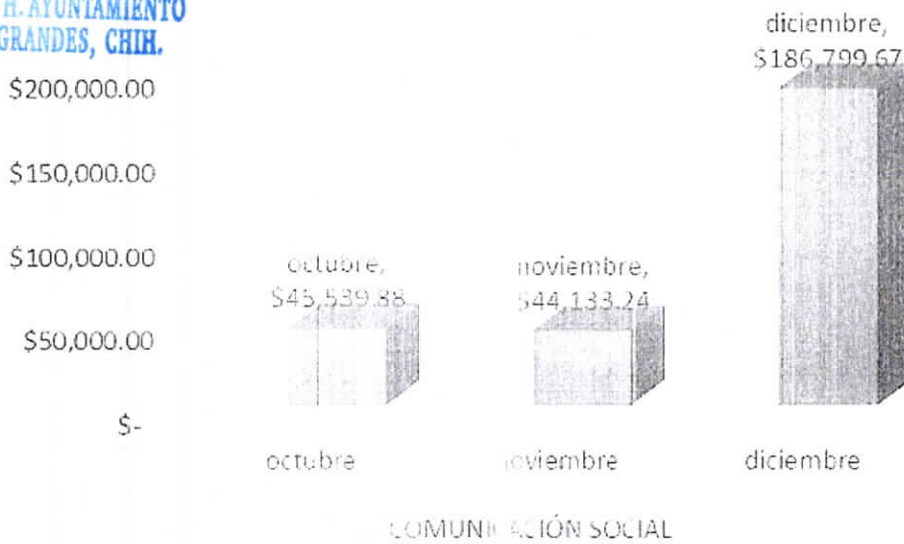 H. AYUNTAMIENTO
GRANDES, CHIH.
diciembre,
$186,799.67
$200,000.00
$150,000.00
$100,000.00
$50,000.00
$-
octubre,
$45,539.88
noviembre,
$44,133.24
octubre
noviembre
diciembre
COMUNICACIÓN SOCIAL